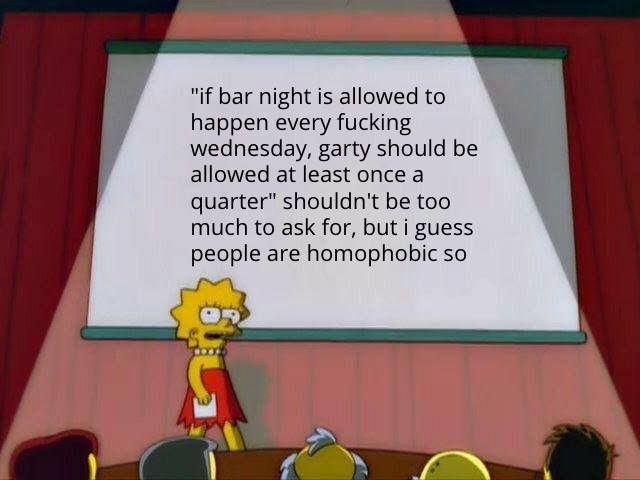 "if bar night is allowed to
happen every fucking
wednesday, garty should be
allowed at least once a
quarter" shouldn't be too
much to ask for, but i guess
people are homophobic so